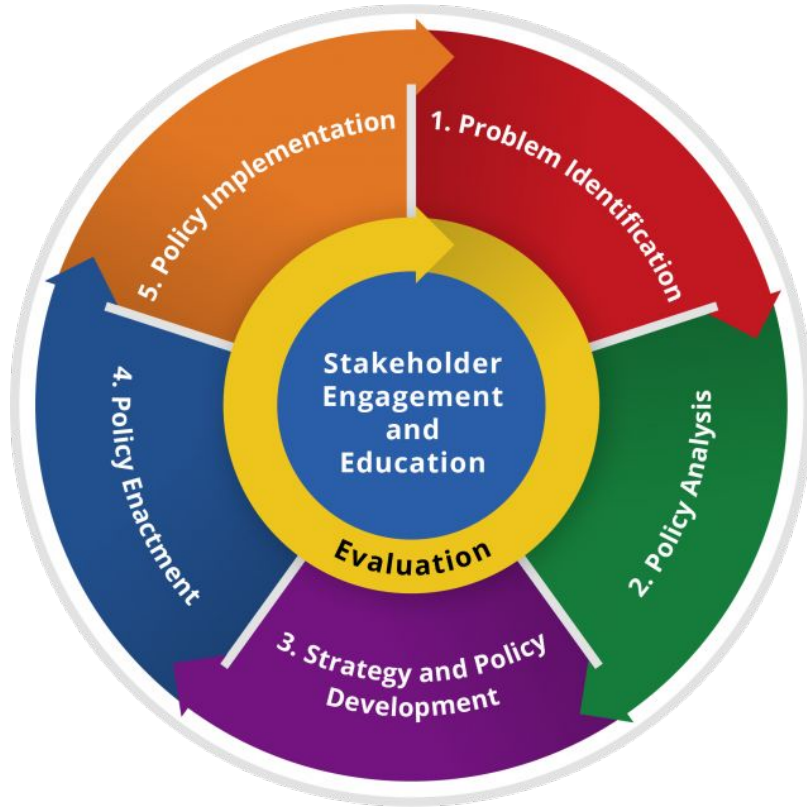 1. Problem Identification
2. Policy Analysis
3. Strategy and Policy
Development
4. Policy Enactment
5. Policy Implementation
Stakeholder
Engagement
and
Education
Evaluation